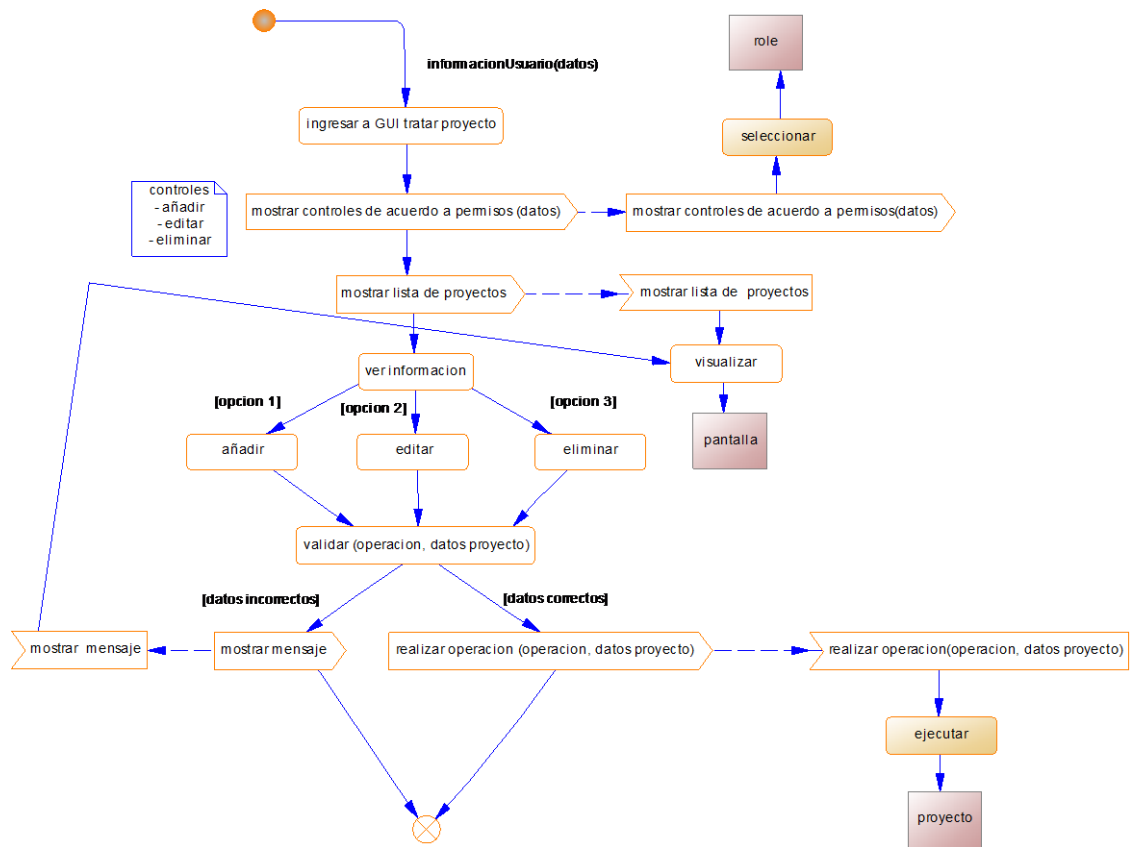 role
informacionUsuario(datos)
ingresar a GUI tratar proyecto
seleccionar
controles
- añadir
- editar
- eliminar
mostrar controles de acuerdo a permisos (datos)
mostrar controles de acuerdo a permisos(datos)
mostrar lista de proyectos
mostrar lista de proyectos
ver informacion
visualizar
[opcion 1]
[opcion 2]
[opcion 3]
añadir
editar
eliminar
pantalla
validar (operacion, datos proyecto)
[datos incorrectos]
[datos correctos]
mostrar mensaje
mostrar mensaje
realizar operacion (operacion, datos proyecto)
realizar operacion(operacion, datos proyecto)
ejecutar
proyecto